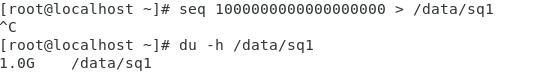 [root@localhost ~]# seq 1000000000000000000 > /data/sq1
^C
[root@localhost ~]# du -h /data/sq1
1.0G    /data/sq1